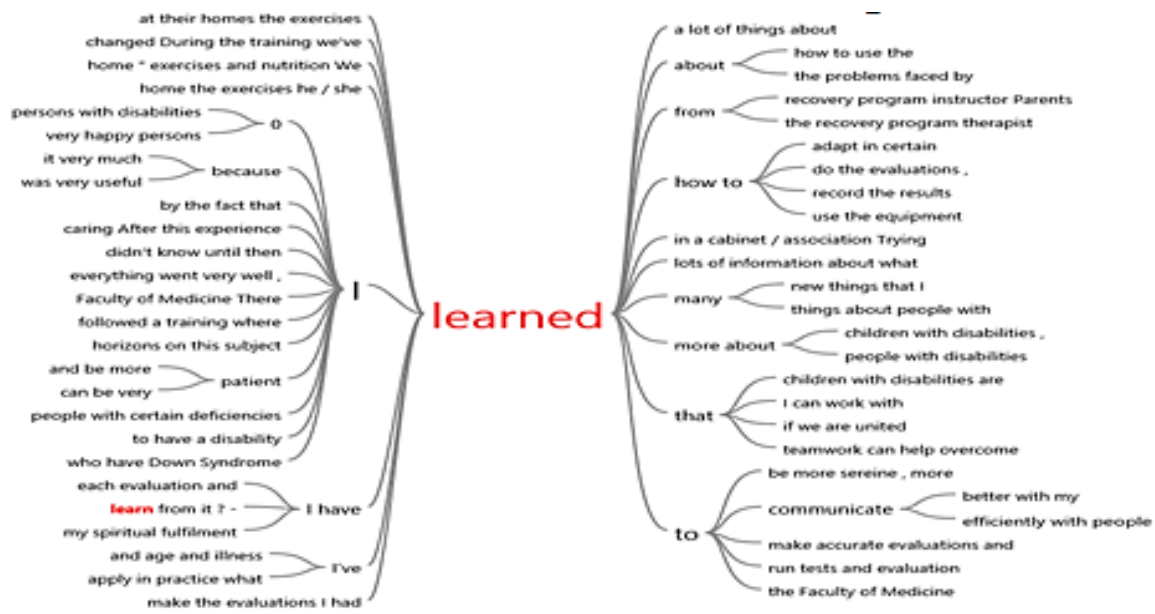 at their homes the exercises
changed During the training we've
home " exercises and nutrition We
home the exercises he / she
persons with disabilities
very happy persons
o
it very much
was very useful
because
by the fact that
caring After this experience
didn't know until then
everything went very well ,
Faculty of Medicine There
followed a training where
horizons on this subject
and be more
can be very
patient
people with certain deficiencies
to have a disability
who have Down Syndrome
I
each evaluation and
learn from it ? -
my spiritual fulfilment
I have
and age and illness
apply in practice what
I've
make the evaluations I had
learned
a lot of things about
about
how to use the
the problems faced by
from
recovery program instructor Parents
the recovery program therapist
how to
adapt in certain
do the evaluations ,
record the results
use the equipment
in a cabinet / association Trying
lots of information about what
many
new things that I
things about people with
more about
children with disabilities ,
people with disabilities
that
children with disabilities are
I can work with
if we are united
teamwork can help overcome
to
be more sereine , more
communicate
better with my
efficiently with people
make accurate evaluations and
run tests and evaluation
the Faculty of Medicine